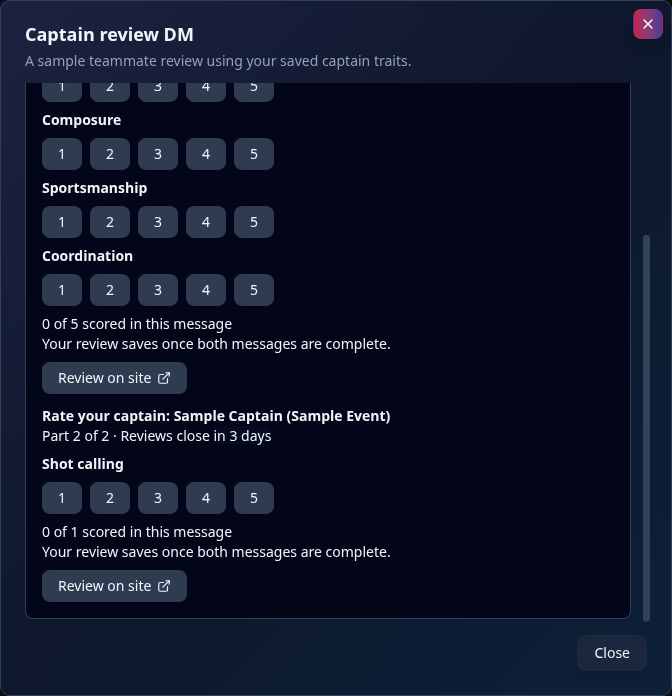 Captain review DM
A sample teammate review using your saved captain traits.
1 2 3 4 5
Composure
1 2 3 4 5
Sportsmanship
1 2 3 4 5
Coordination
1 2 3 4 5
0 of 5 scored in this message
Your review saves once both messages are complete.
Review on site
Rate your captain: Sample Captain (Sample Event)
Part 2 of 2 · Reviews close in 3 days
Shot calling
1 2 3 4 5
0 of 1 scored in this message
Your review saves once both messages are complete.
Review on site
Close